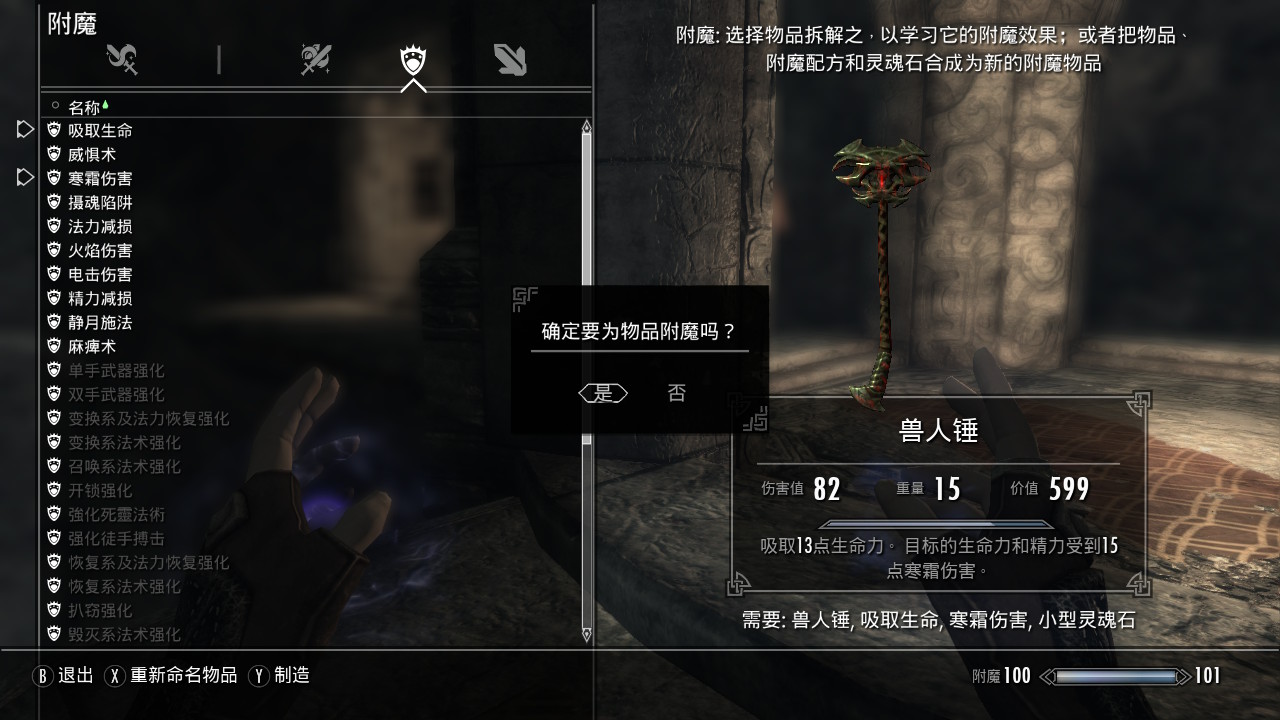 附魔
附魔: 选择物品拆解之，以学习它的附魔效果；或者把物品、
附魔配方和灵魂石合成为新的附魔物品
名称
吸取生命
威惧术
寒霜伤害
摄魂陷阱
法力减损
火焰伤害
电击伤害
精力减损
静月施法
麻痺术
单手武器强化
双手武器强化
变换系及法力恢复强化
变换系法术强化
召唤系法术强化
开锁强化
強化死靈法術
强化徒手搏击
恢复系及法力恢复强化
恢复系法术强化
扒窃强化
毁灭系法术强化
确定要为物品附魔吗？
是 否
兽人锤
伤害值 82 重量 15 价值 599
吸取13点生命力。目标的生命力和精力受到15
点寒霜伤害。
需要: 兽人锤, 吸取生命, 寒霜伤害, 小型灵魂石
B 退出 X 重新命名物品 Y 制造
附魔 100 101